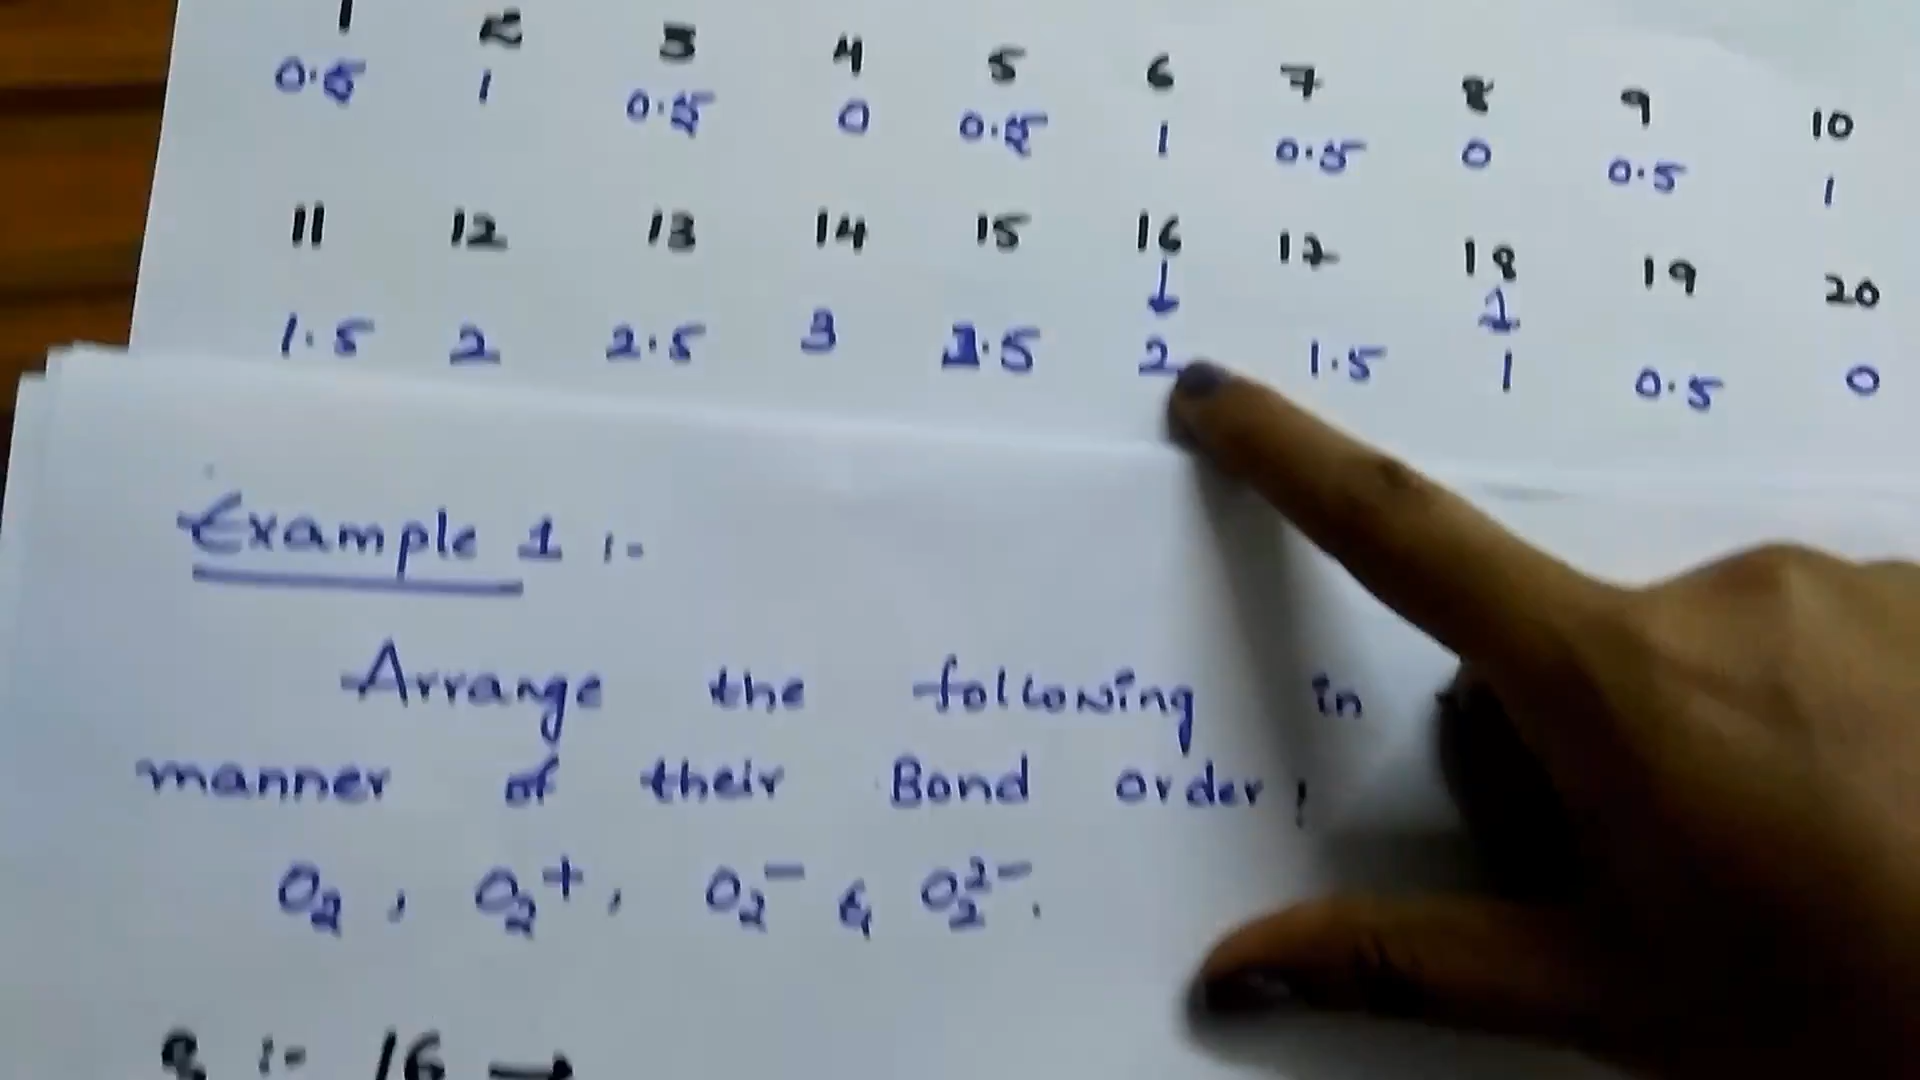 1 2 3 4 5 6 7 8 9 10
0.5 1 0.5 0 0.5 1 0.5 0 0.5 1
11 12 13 14 15 16 17 18 19 20
↓
1.5 2 2.5 3 2.5 2 1.5 1 0.5 0
Example 1 :-
Arrange the following in
manner of their Bond order:
O₂, O₂⁺, O₂⁻ & O₂²⁻.
:- 16 →